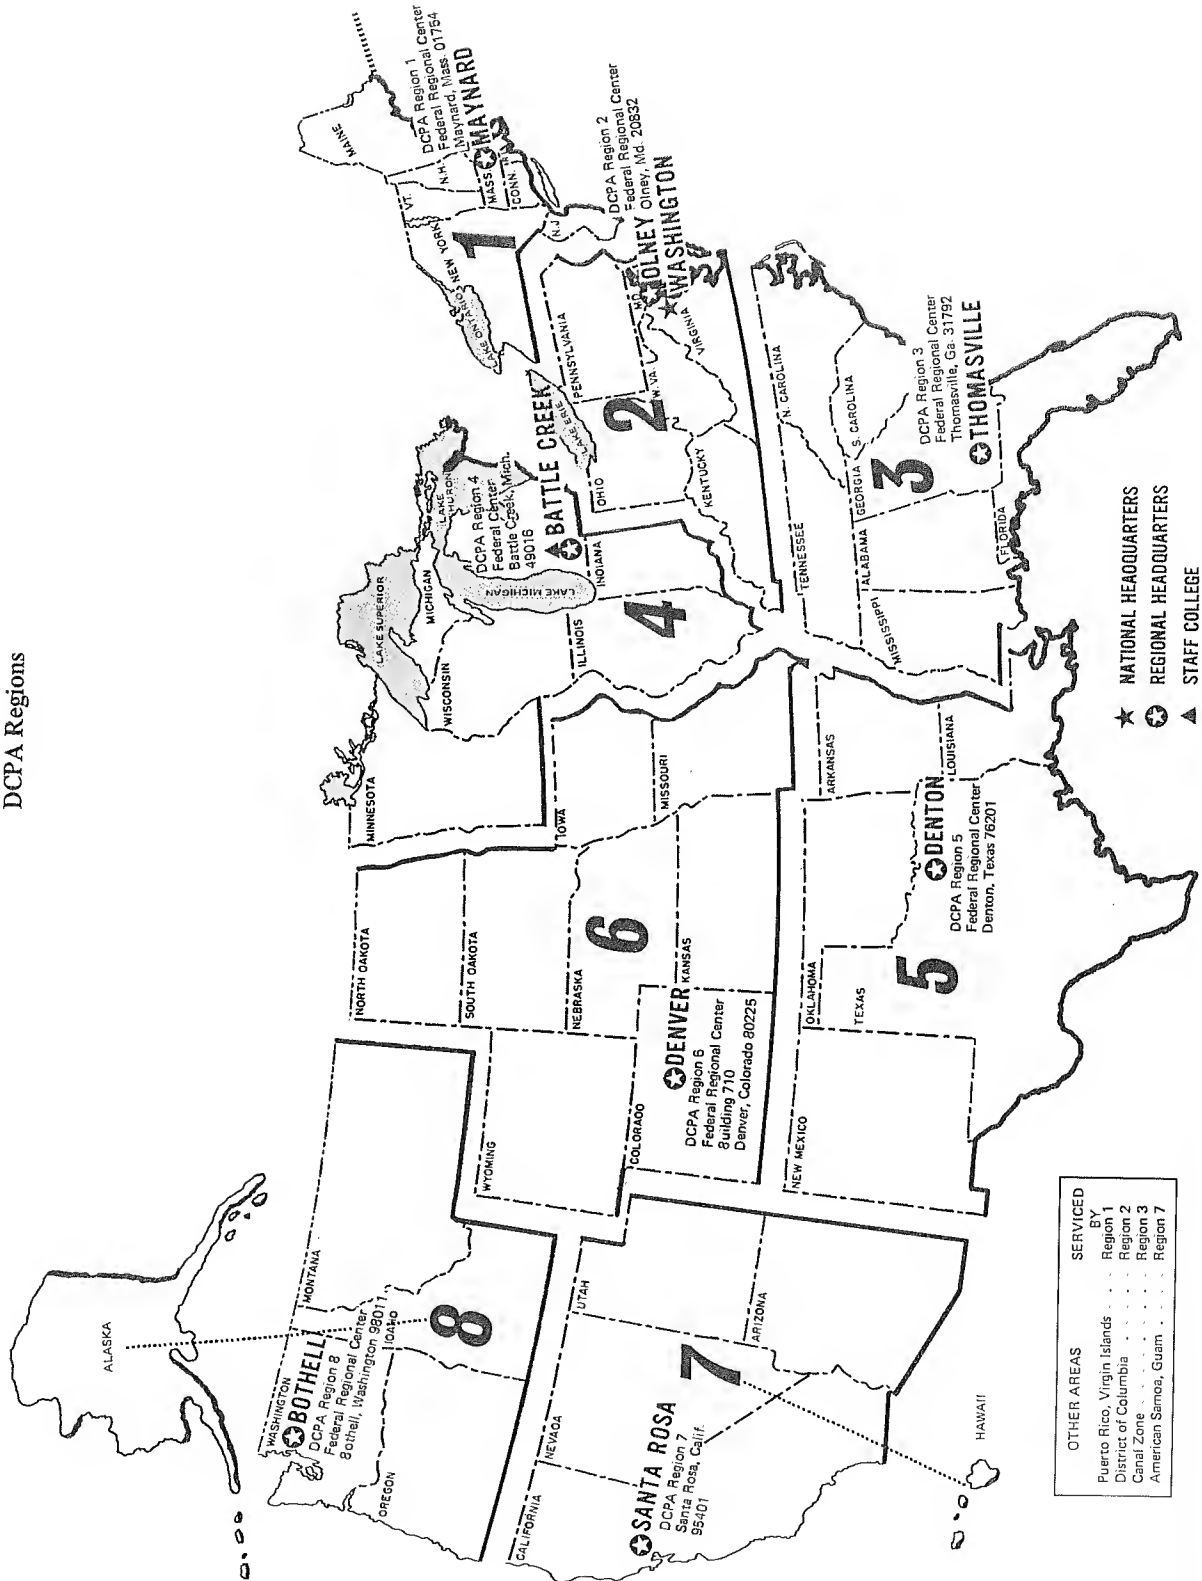 DCPA Regions
ALASKA
WASHINGTON
BOTHELL
DCPA Region 8
Federal Regional Center
Bothell, Washington 98011
MONTANA
IDAHO
OREGON
8
NORTH DAKOTA
SOUTH DAKOTA
NEBRASKA
WYOMING
COLORADO
KANSAS
IOWA
MISSOURI
6
DENVER
DCPA Region 6
Federal Regional Center
Building 710
Denver, Colorado 80225
CALIFORNIA
NEVADA
UTAH
ARIZONA
7
SANTA ROSA
DCPA Region 7
Santa Rosa, Calif.
95401
HAWAII
NEW MEXICO
OKLAHOMA
TEXAS
ARKANSAS
LOUISIANA
5
DENTON
DCPA Region 5
Federal Regional Center
Denton, Texas 76201
MINNESOTA
WISCONSIN
MICHIGAN
ILLINOIS
INDIANA
LAKE SUPERIOR
LAKE MICHIGAN
LAKE
HURON
4
DCPA Region 4
Federal Center
Battle Creek, Mich.
49016
BATTLE CREEK
OHIO
LAKE ERIE
PENNSYLVANIA
W. VA.
VIRGINIA
KENTUCKY
MD.
2
DCPA Region 2
Federal Regional Center
Olney, Md. 20832
OLNEY
WASHINGTON
MAINE
VT.
N.H.
MASS
CONN.
R.I.
NEW YORK
N.J.
LAKE ONTARIO
1
DCPA Region 1
Federal Regional Center
Maynard, Mass. 01754
MAYNARD
TENNESSEE
N. CAROLINA
S. CAROLINA
GEORGIA
ALABAMA
MISSISSIPPI
FLORIDA
3
DCPA Region 3
Federal Regional Center
Thomasville, Ga. 31792
THOMASVILLE
NATIONAL HEADQUARTERS
REGIONAL HEADQUARTERS
STAFF COLLEGE
OTHER AREAS SERVICED
BY
Puerto Rico, Virgin Islands . . . Region 1
District of Columbia . . . . . Region 2
Canal Zone . . . . . . . Region 3
American Samoa, Guam . . . . Region 7